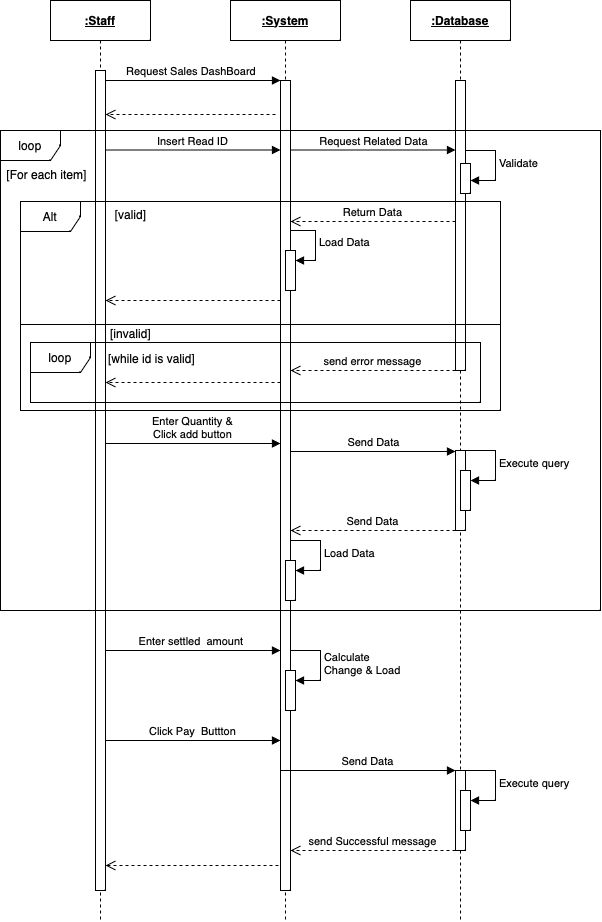 :Staff
:System
:Database
Request Sales DashBoard
loop
[For each item]
Insert Read ID
Request Related Data
Validate
Alt
[valid]
Return Data
Load Data
[invalid]
loop
[while id is valid]
send error message
Enter Quantity &
Click add button
Send Data
Execute query
Send Data
Load Data
Enter settled amount
Calculate
Change & Load
Click Pay Buttton
Send Data
Execute query
send Successful message